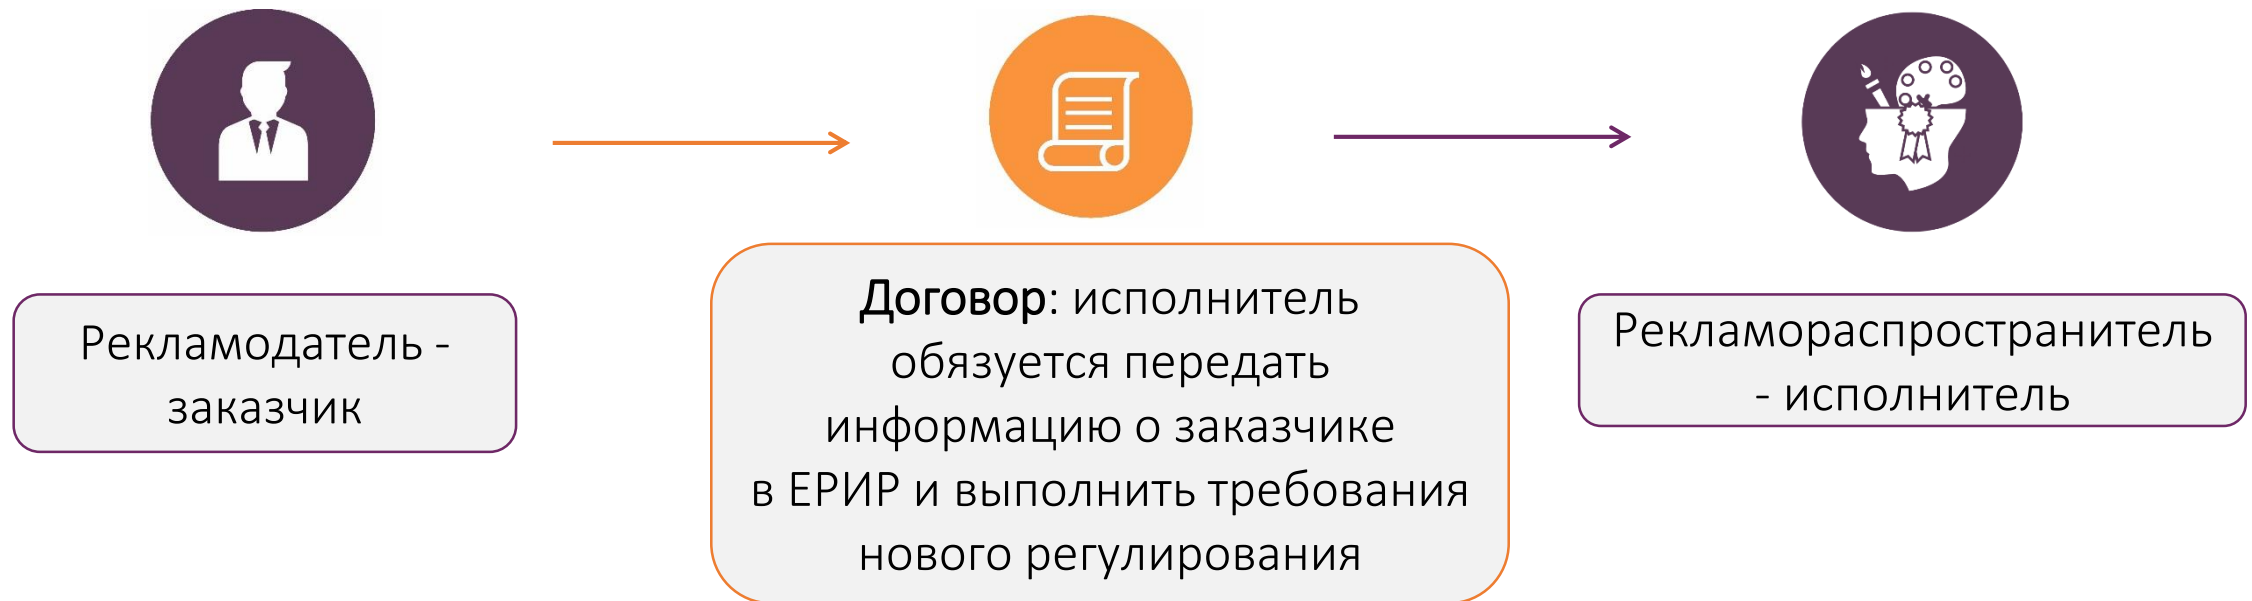 Рекламодатель -
заказчик
Договор: исполнитель
обязуется передать
информацию о заказчике
в ЕРИР и выполнить требования
нового регулирования
Рекламораспространитель
- исполнитель